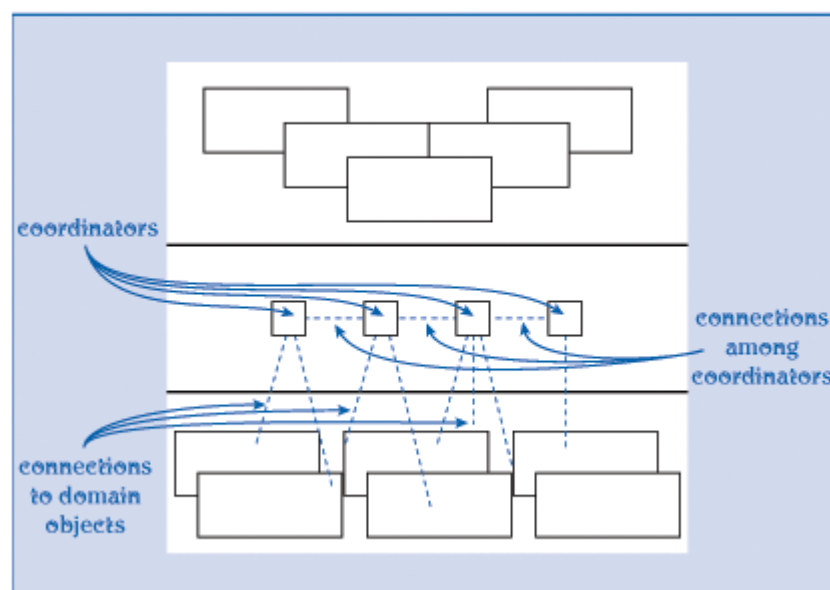 coordinators
connections
among
coordinators
connections
to domain
objects